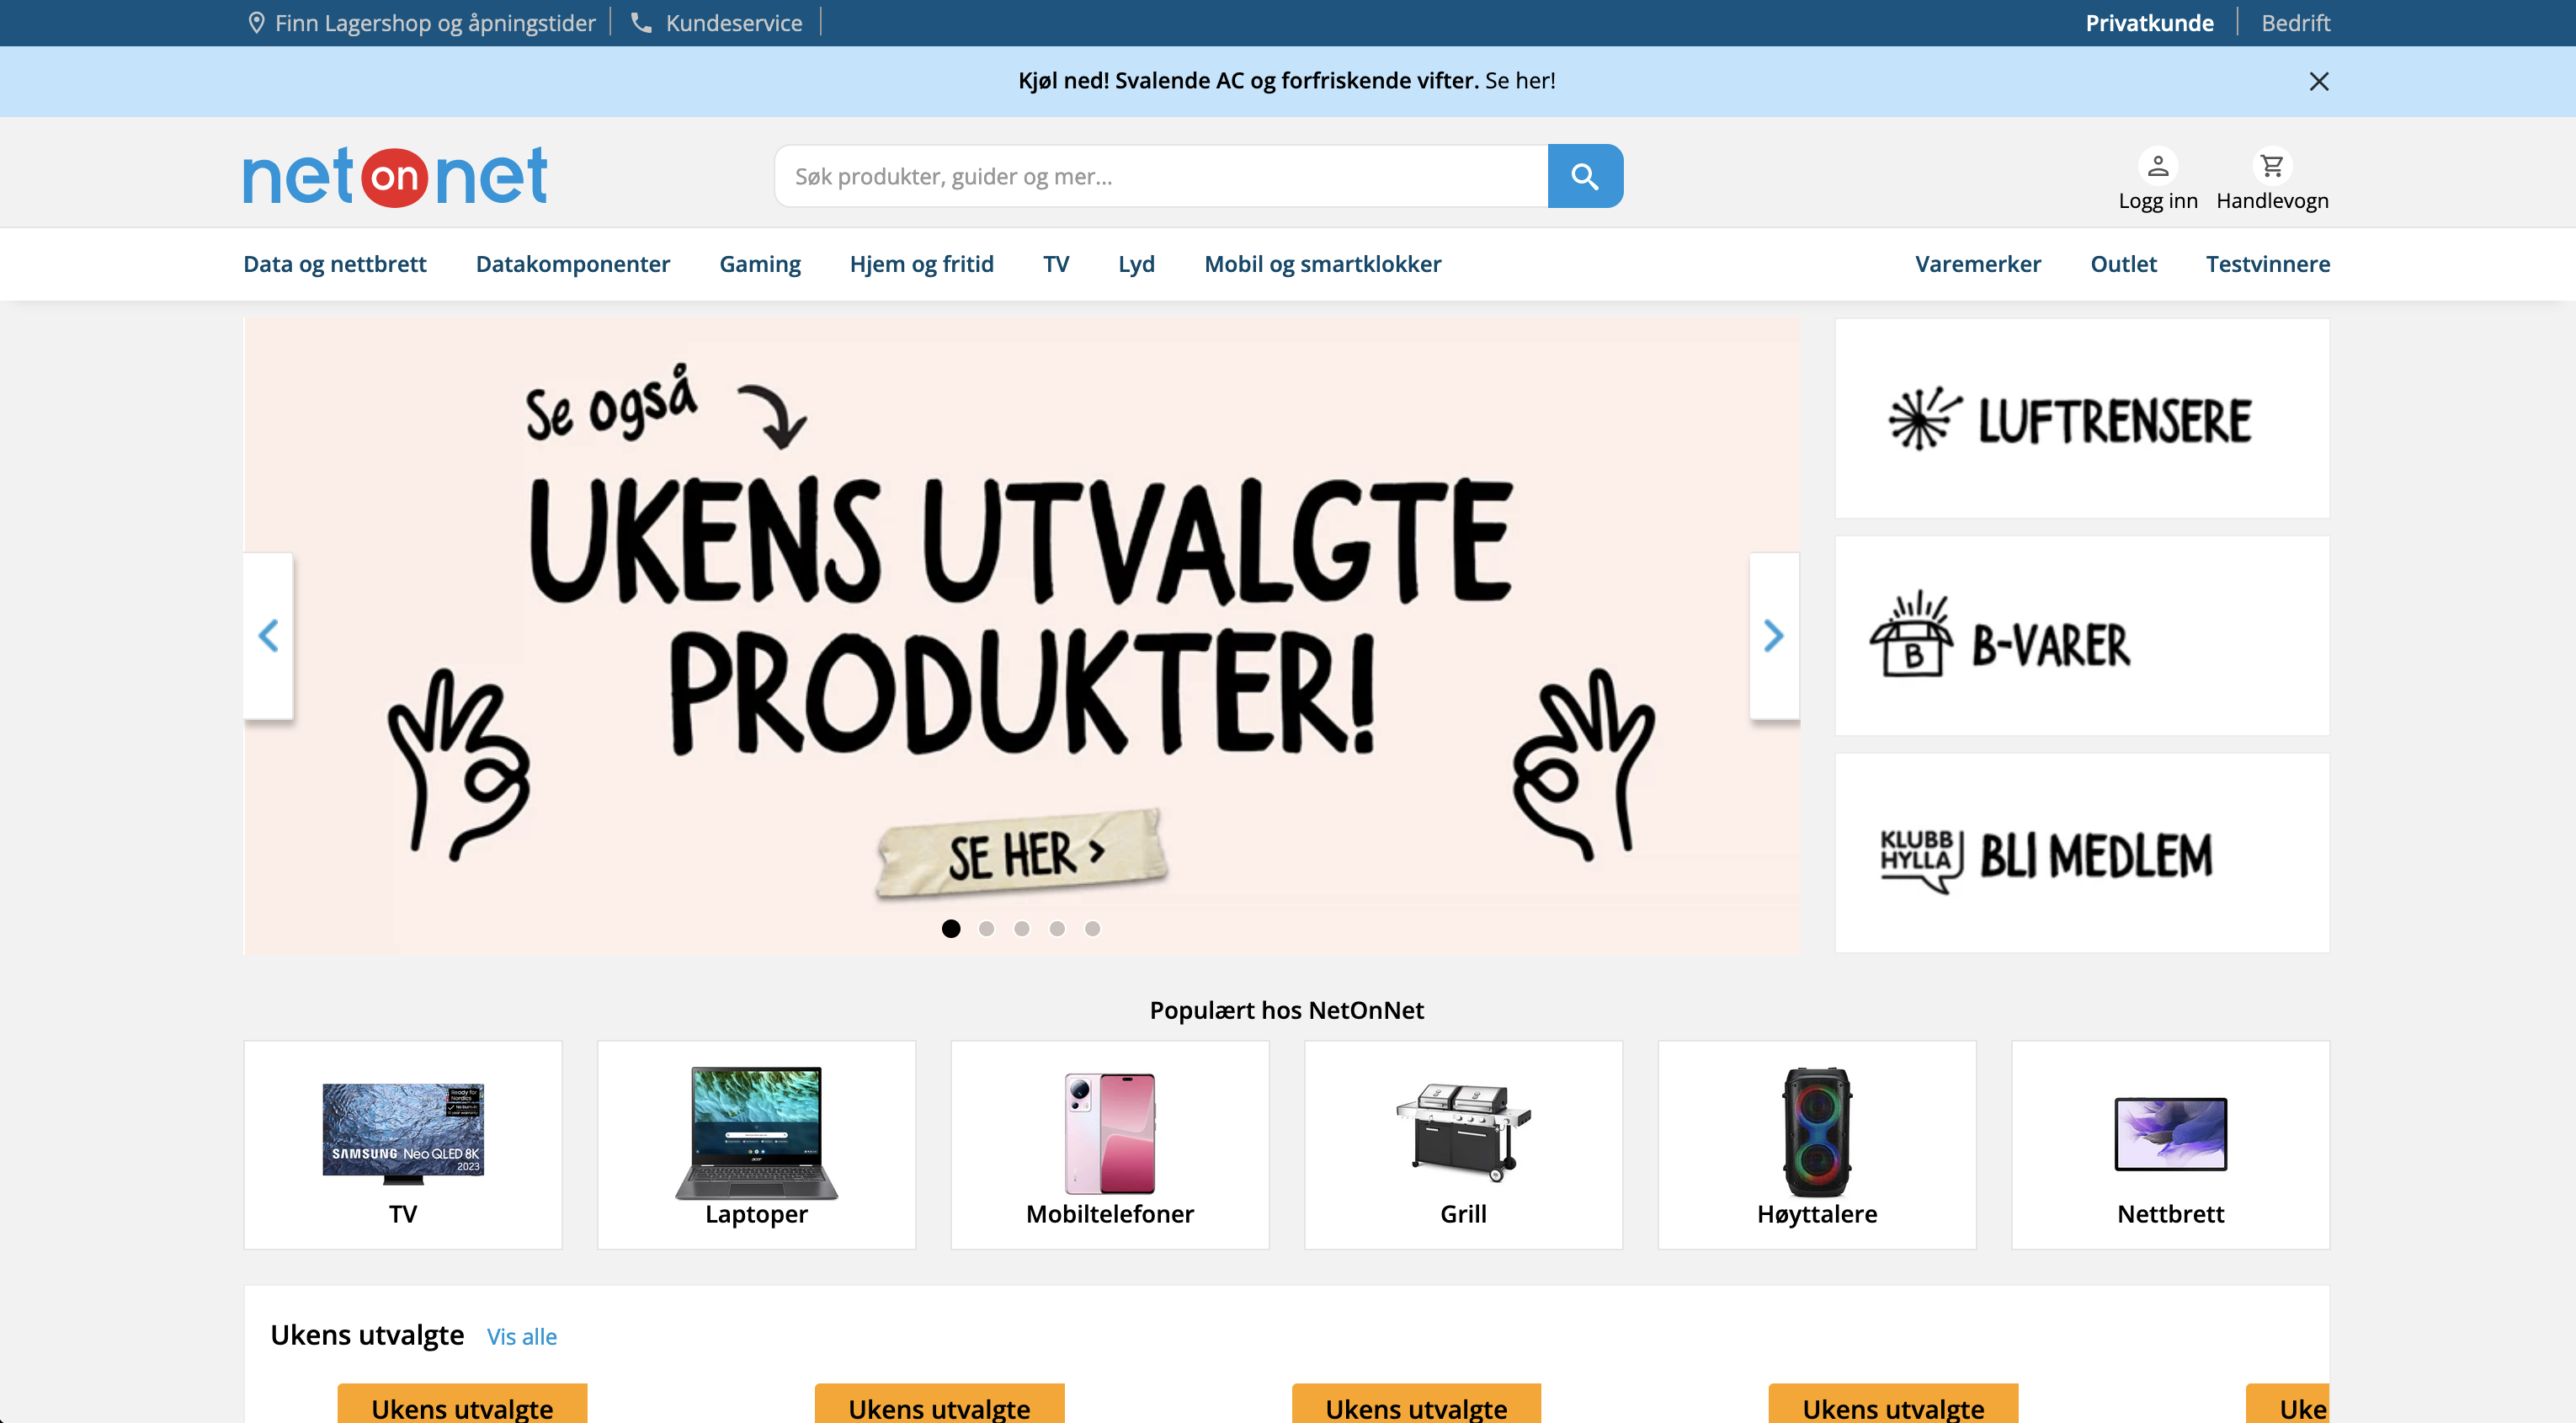 Finn Lagershop og åpningstider
Kundeservice
Privatkunde
Bedrift
Kjøl ned! Svalende AC og forfriskende vifter. Se her!
net on net
Søk produkter, guider og mer...
Logg inn
Handlevogn
Data og nettbrett
Datakomponenter
Gaming
Hjem og fritid
TV
Lyd
Mobil og smartklokker
Varemerker
Outlet
Testvinnere
Se også
UKENS UTVALGTE
PRODUKTER!
SE HER >
LUFTRENSERE
B
B-VARER
KLUBB
HYLLA
BLI MEDLEM
Populært hos NetOnNet
Ready for
Nordics
SAMSUNG Neo QLED 8K
2023
TV
acer
Laptoper
Mobiltelefoner
Grill
Høyttalere
Nettbrett
Ukens utvalgte
Vis alle
Ukens utvalgte
Ukens utvalgte
Ukens utvalgte
Ukens utvalgte
Uke